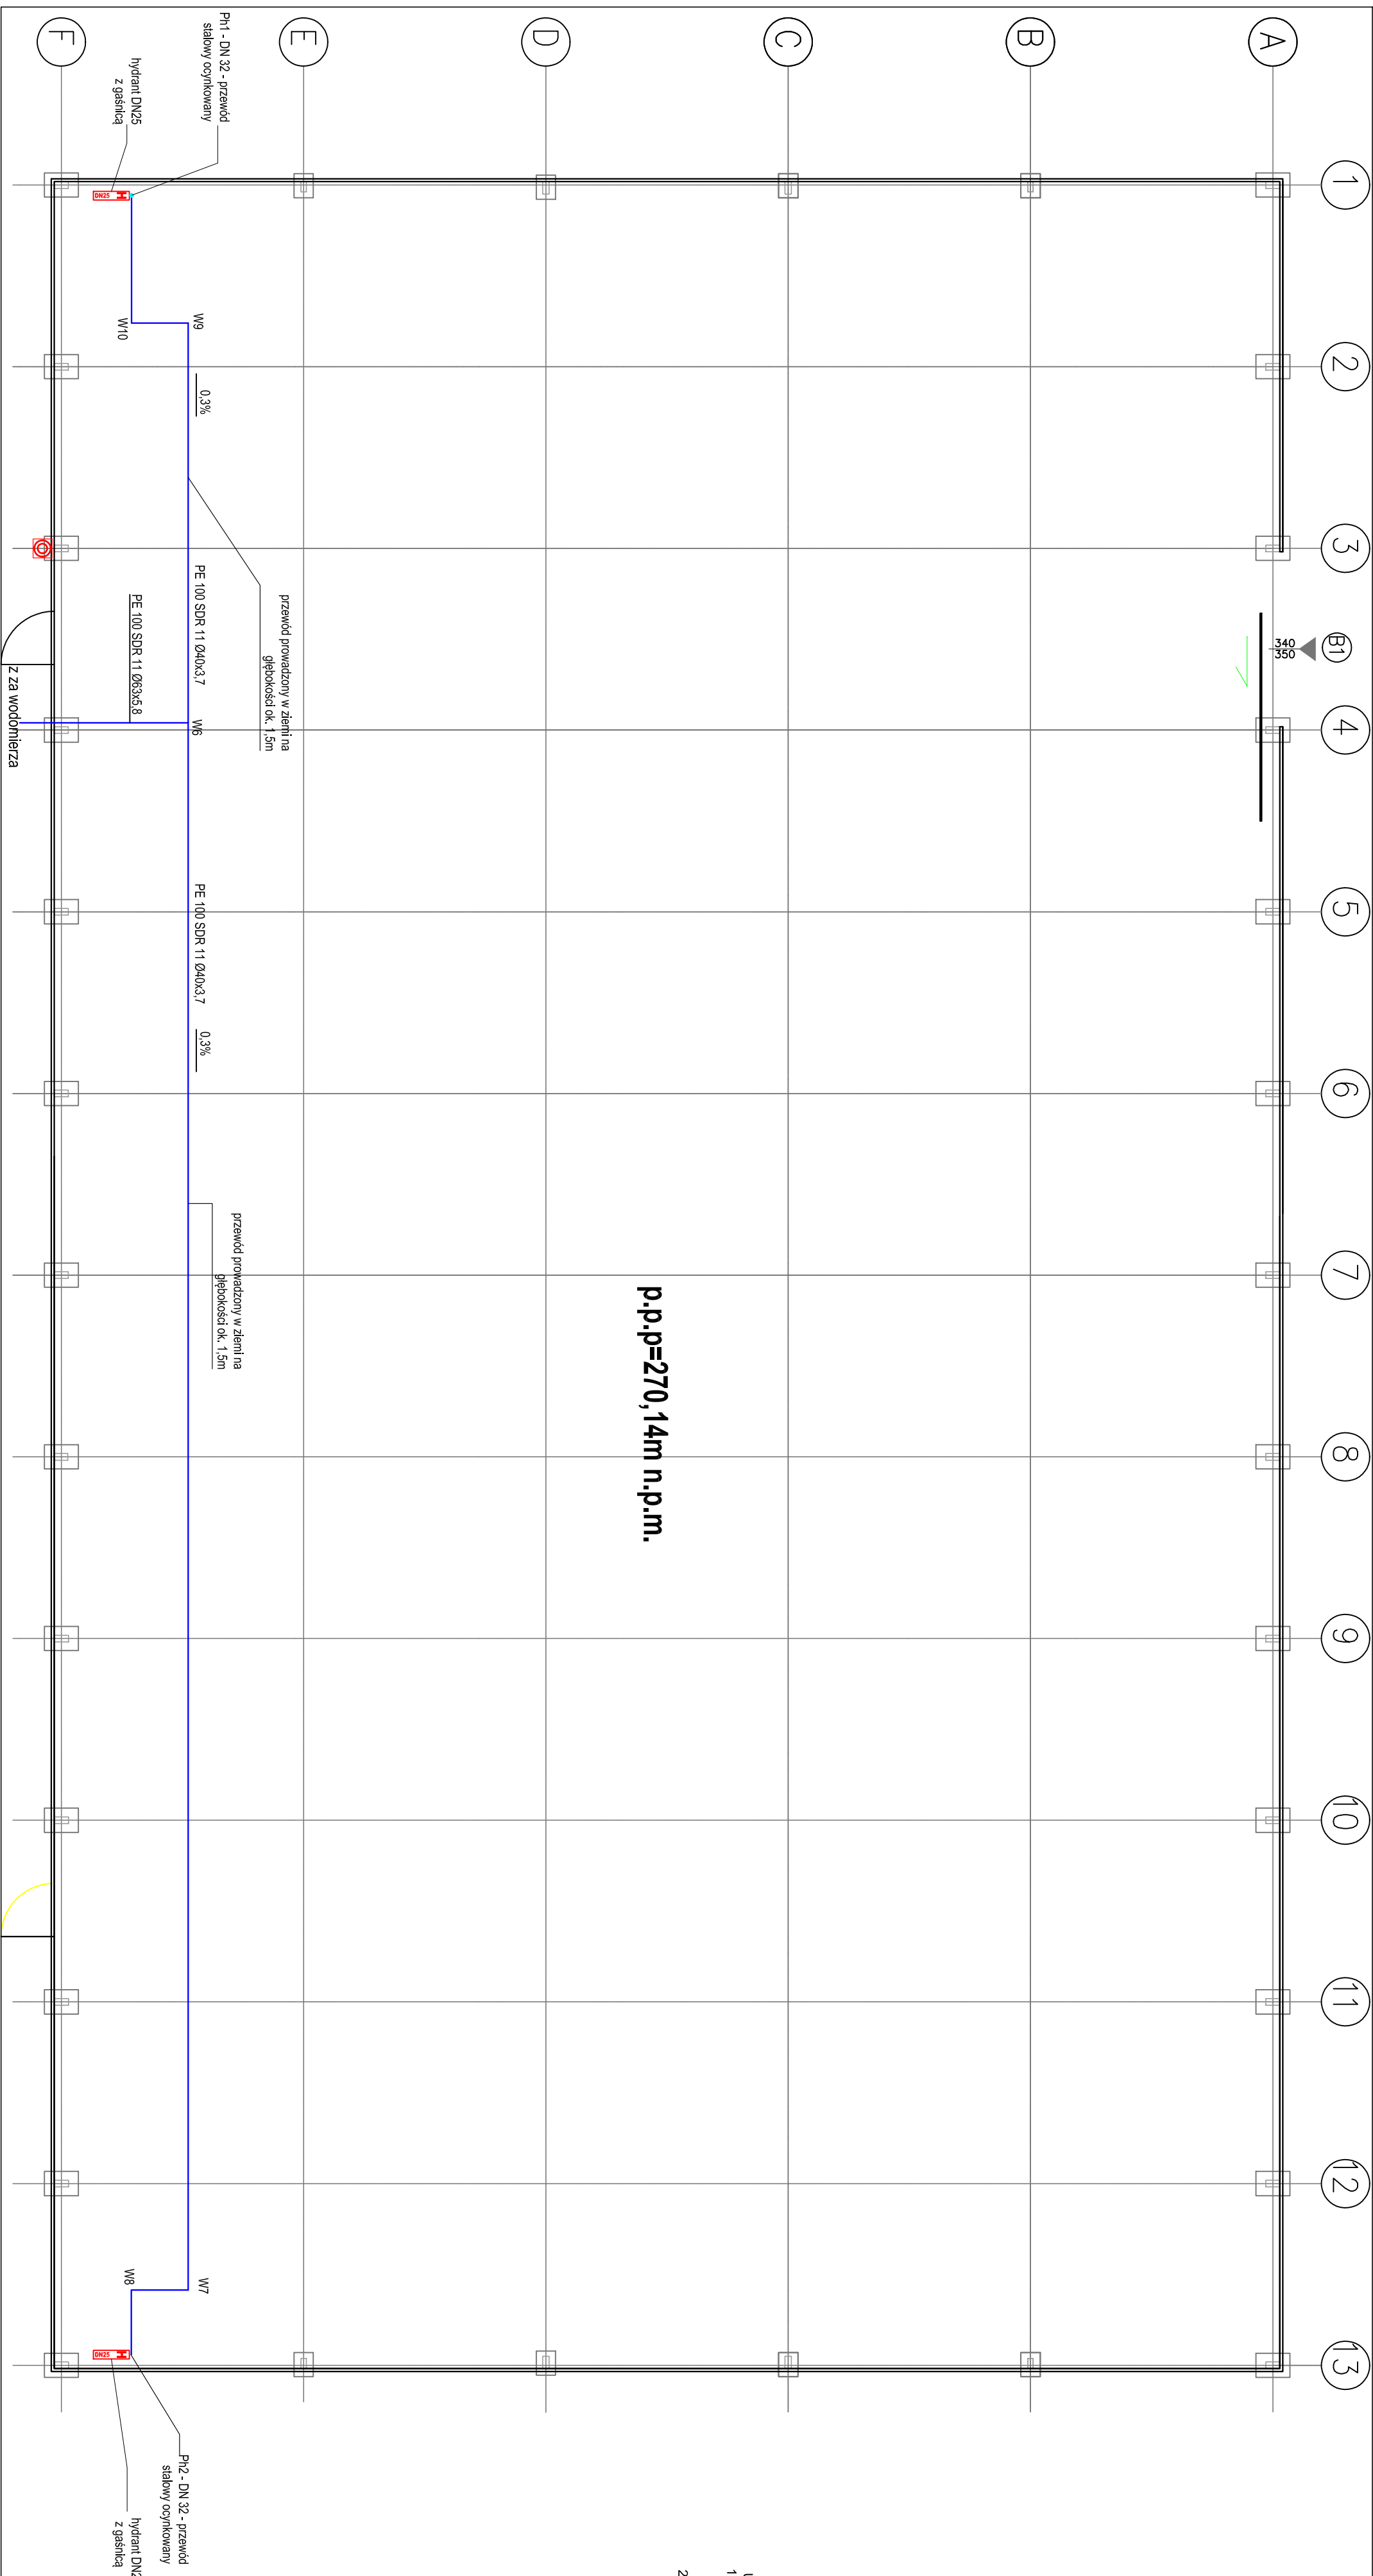 1
2
3
4
5
6
7
8
9
10
11
12
13
A
B
C
D
E
F
B1
340
350
p.p.p=270,14m n.p.m.
przewód prowadzony w ziemi na
głębokości ok. 1,5m
przewód prowadzony w ziemi na
głębokości ok. 1,5m
Ph1 - DN 32 - przewód
stalowy ocynkowany
hydrant DN25
z gaśnicą
W9
W10
0,3%
PE 100 SDR 11 Ø40x3,7
W6
PE 100 SDR 11 Ø40x3,7
0,3%
W7
W8
PE 100 SDR 11 Ø63x5,8
z za wodomierza
H DN25
H DN25
Ph2 - DN 32 - przewód
stalowy ocynkowany
hydrant DN2
z gaśnicą
U
1
2